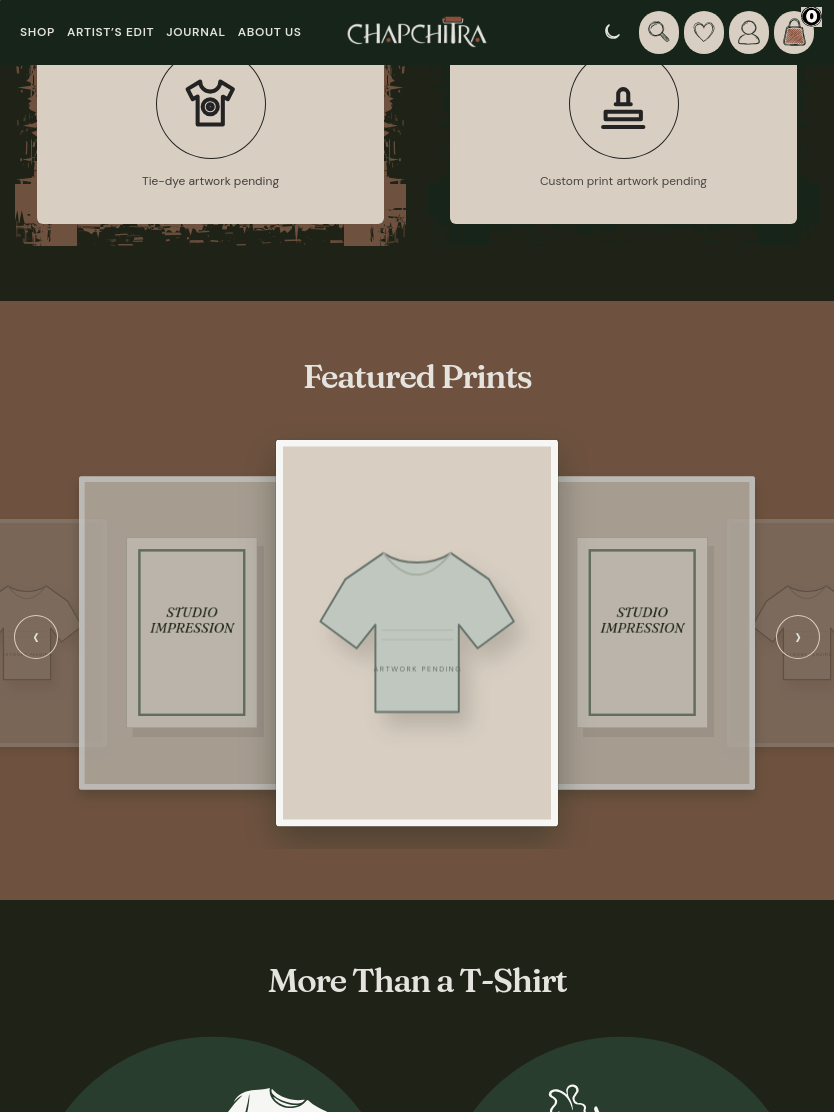 SHOP ARTIST'S EDIT JOURNAL ABOUT US
CHAPCHITRA
0
Tie-dye artwork pending
Custom print artwork pending
Featured Prints
STUDIO
IMPRESSION
ARTWORK PENDING
STUDIO
IMPRESSION
More Than a T-Shirt